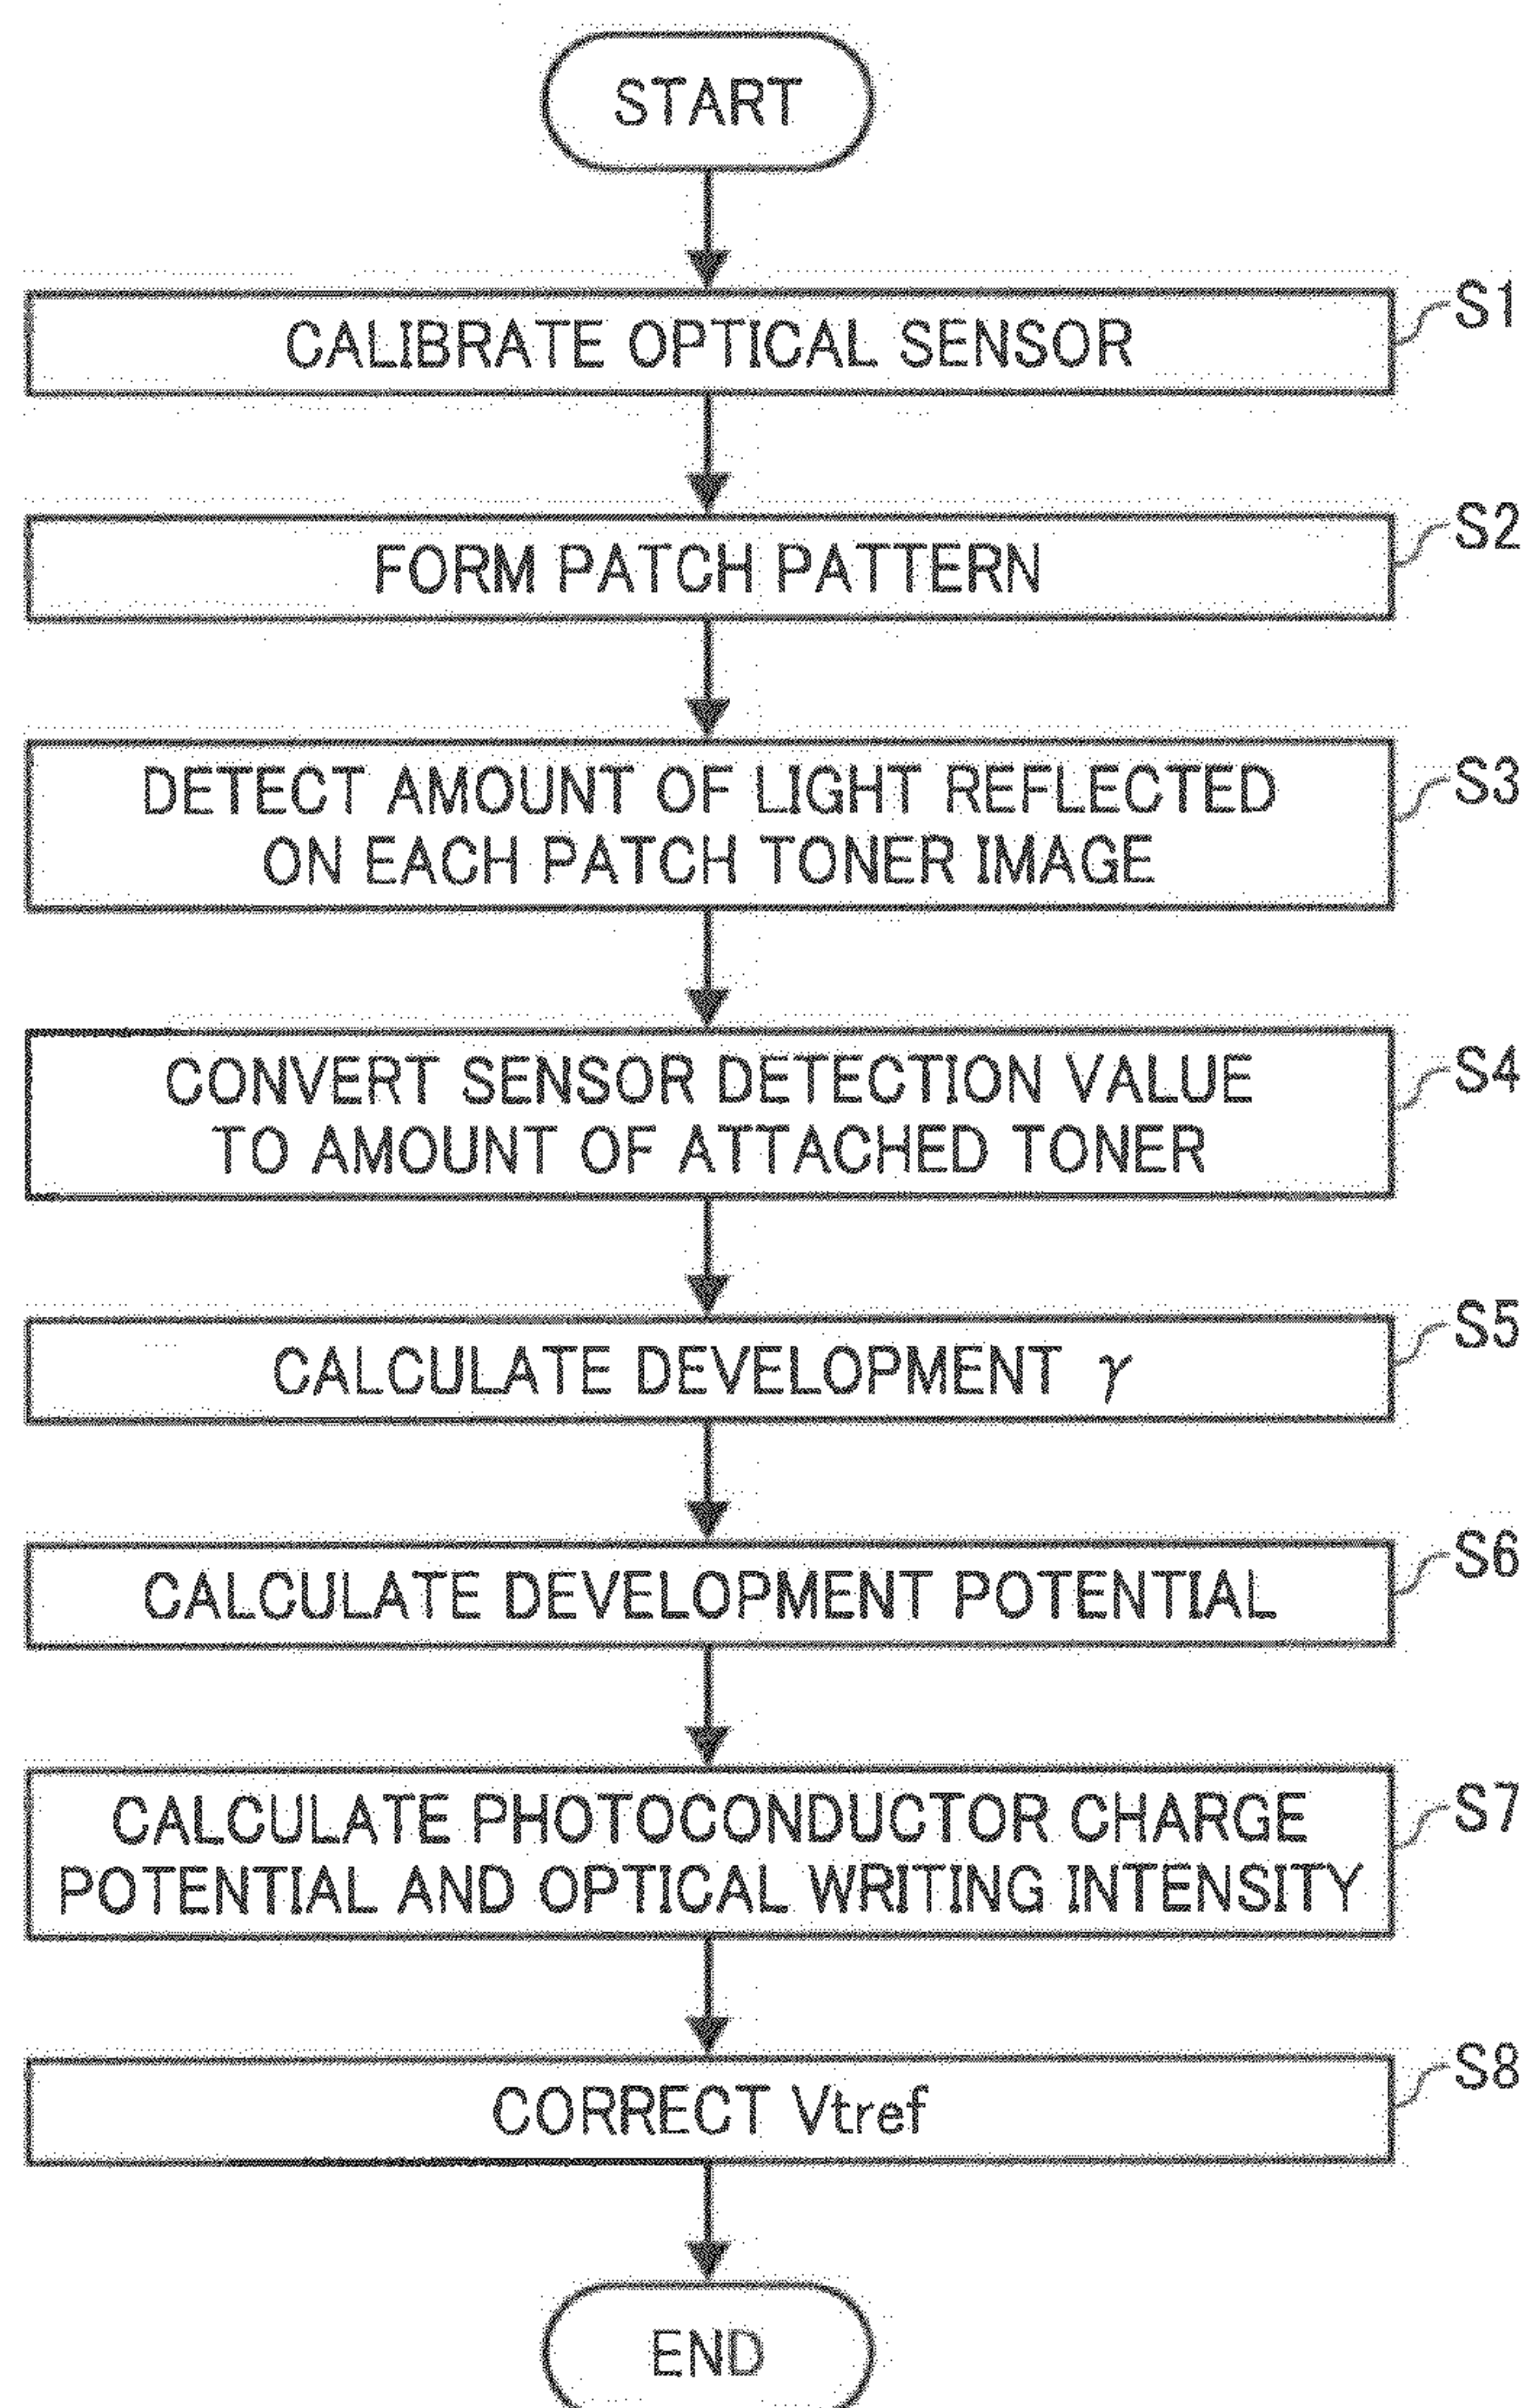 START
CALIBRATE OPTICAL SENSOR
S1
FORM PATCH PATTERN
S2
DETECT AMOUNT OF LIGHT REFLECTED
ON EACH PATCH TONER IMAGE
S3
CONVERT SENSOR DETECTION VALUE
TO AMOUNT OF ATTACHED TONER
S4
CALCULATE DEVELOPMENT γ
S5
CALCULATE DEVELOPMENT POTENTIAL
S6
CALCULATE PHOTOCONDUCTOR CHARGE
POTENTIAL AND OPTICAL WRITING INTENSITY
S7
CORRECT Vtref
S8
END